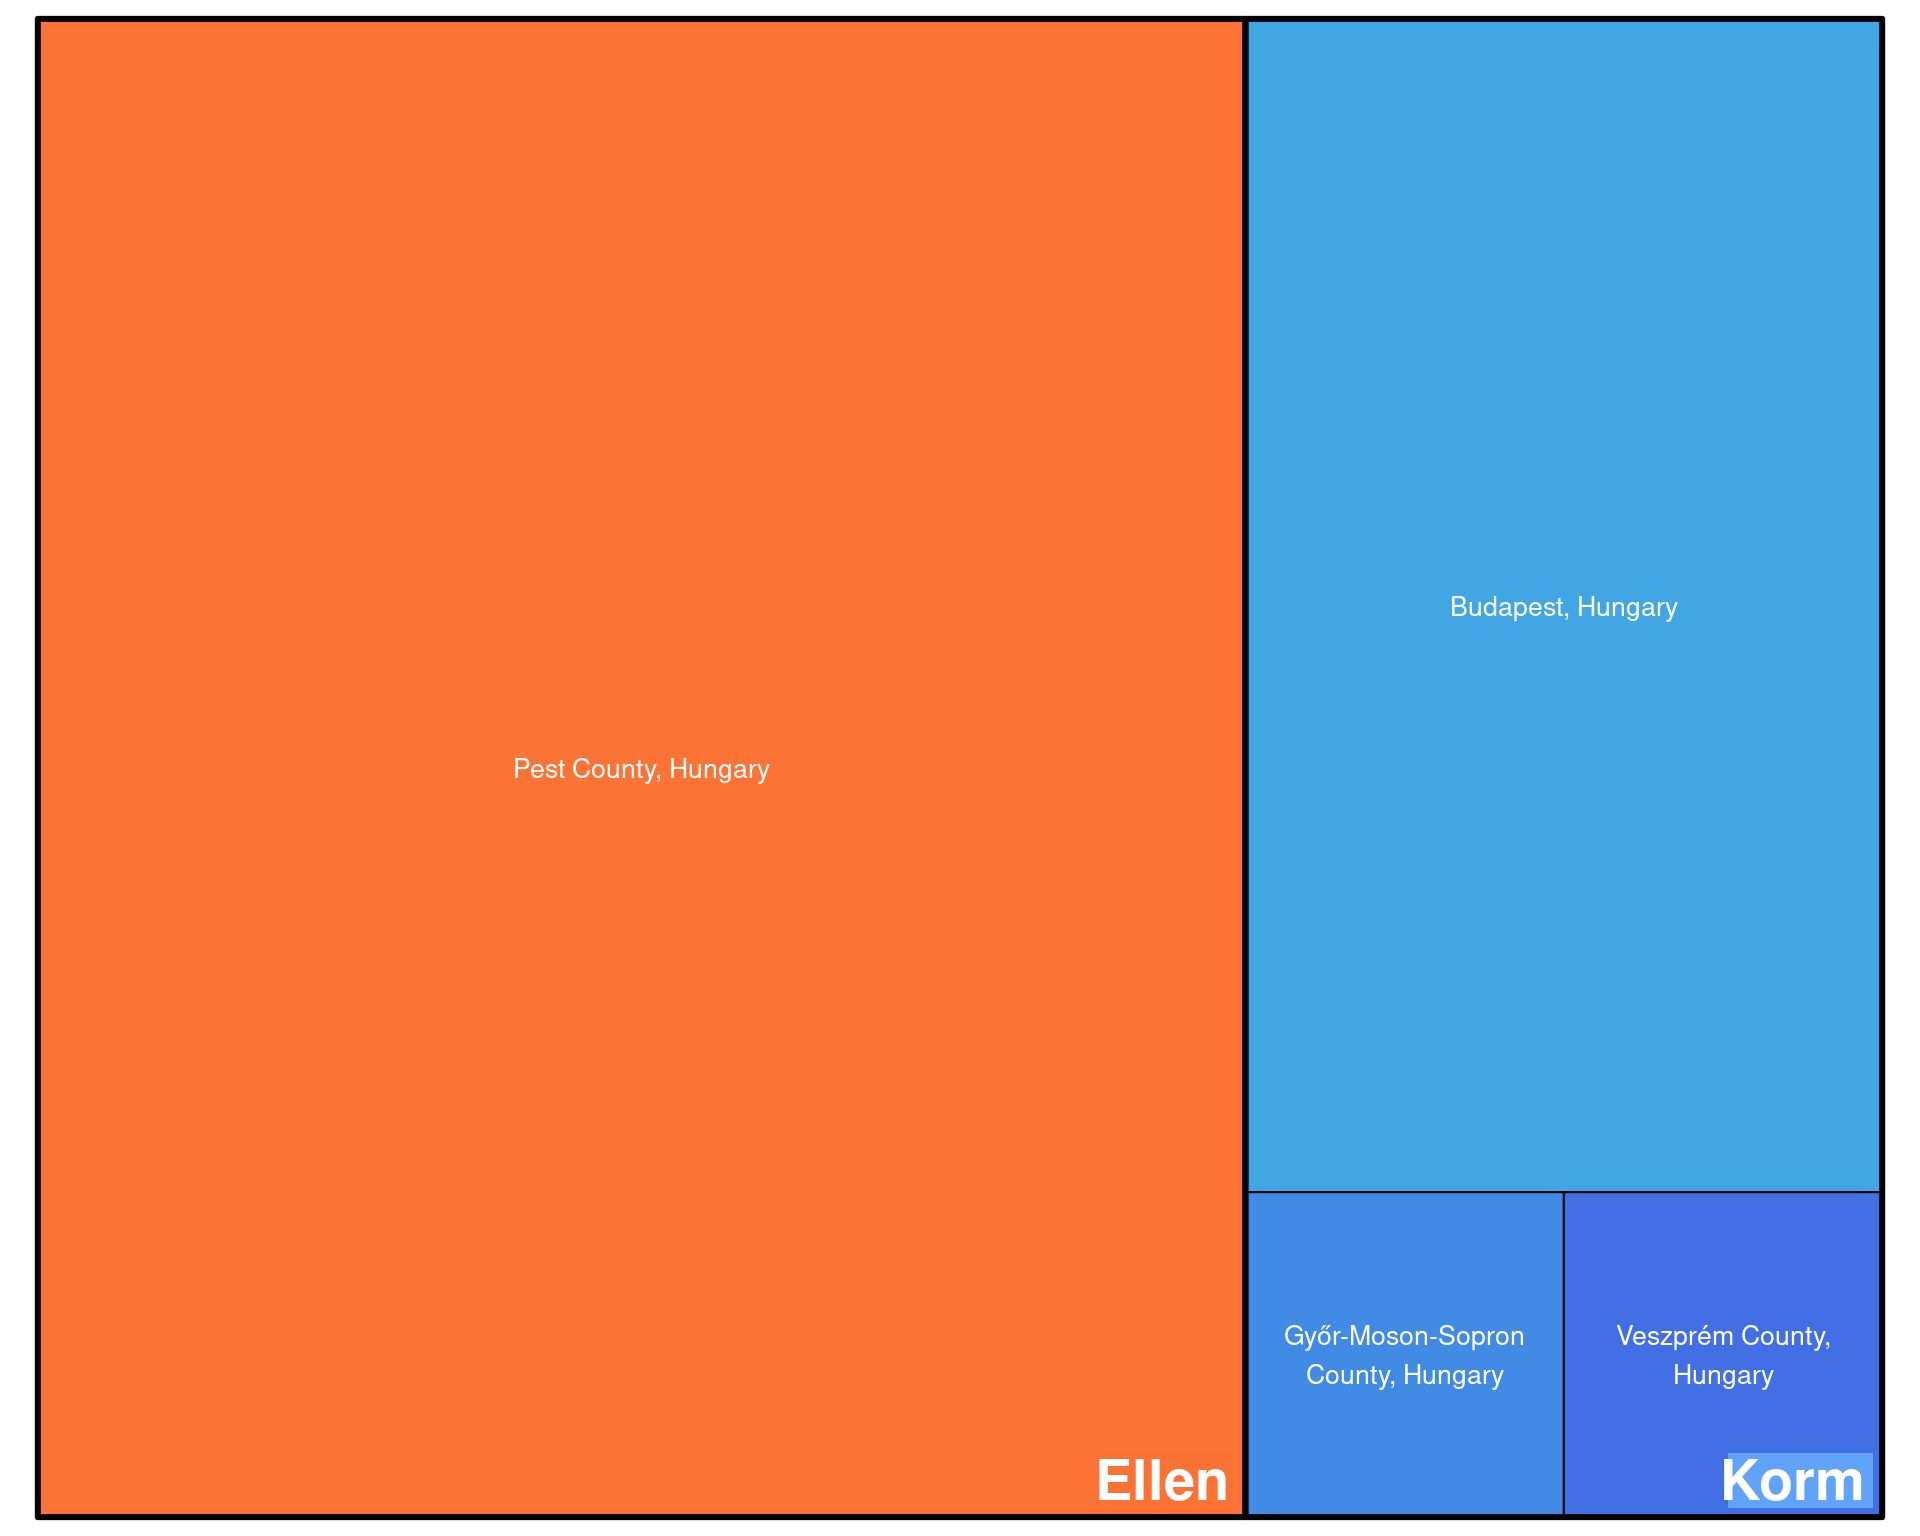 Budapest, Hungary
Pest County, Hungary
Győr-Moson-Sopron
County, Hungary
Veszprém County,
Hungary
Ellen
Korm